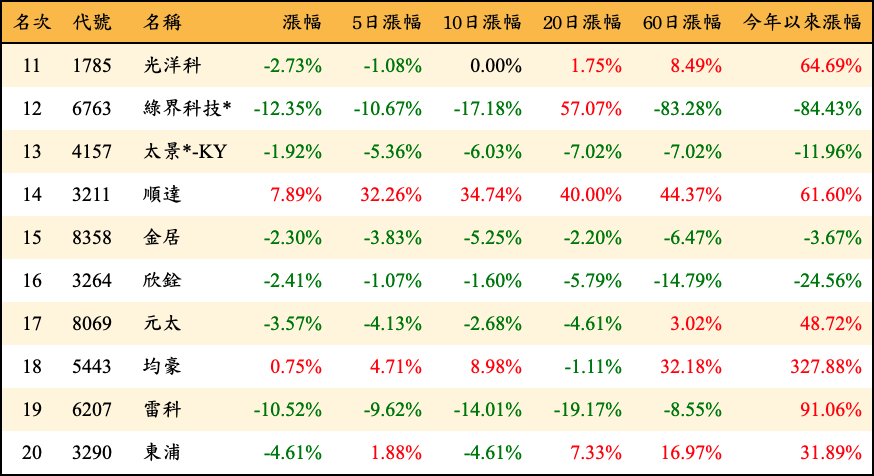 名次 代號 名稱 漲幅 5日漲幅 10日漲幅 20日漲幅 60日漲幅 今年以來漲幅
11 1785 光洋科 -2.73% -1.08% 0.00% 1.75% 8.49% 64.69%
12 6763 綠界科技* -12.35% -10.67% -17.18% 57.07% -83.28% -84.43%
13 4157 太景*-KY -1.92% -5.36% -6.03% -7.02% -7.02% -11.96%
14 3211 順達 7.89% 32.26% 34.74% 40.00% 44.37% 61.60%
15 8358 金居 -2.30% -3.83% -5.25% -2.20% -6.47% -3.67%
16 3264 欣銓 -2.41% -1.07% -1.60% -5.79% -14.79% -24.56%
17 8069 元太 -3.57% -4.13% -2.68% -4.61% 3.02% 48.72%
18 5443 均豪 0.75% 4.71% 8.98% -1.11% 32.18% 327.88%
19 6207 雷科 -10.52% -9.62% -14.01% -19.17% -8.55% 91.06%
20 3290 東浦 -4.61% 1.88% -4.61% 7.33% 16.97% 31.89%